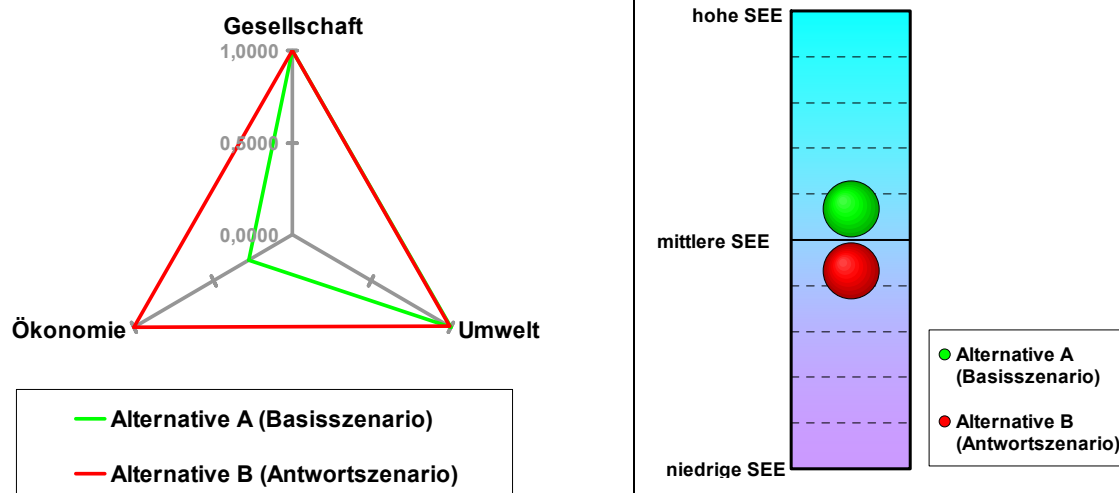 Gesellschaft
1,0000
0,5000
0,0000
Ökonomie
Umwelt
Alternative A (Basisszenario)
Alternative B (Antwortszenario)
hohe SEE
mittlere SEE
niedrige SEE
Alternative A
(Basisszenario)
Alternative B
(Antwortszenario)